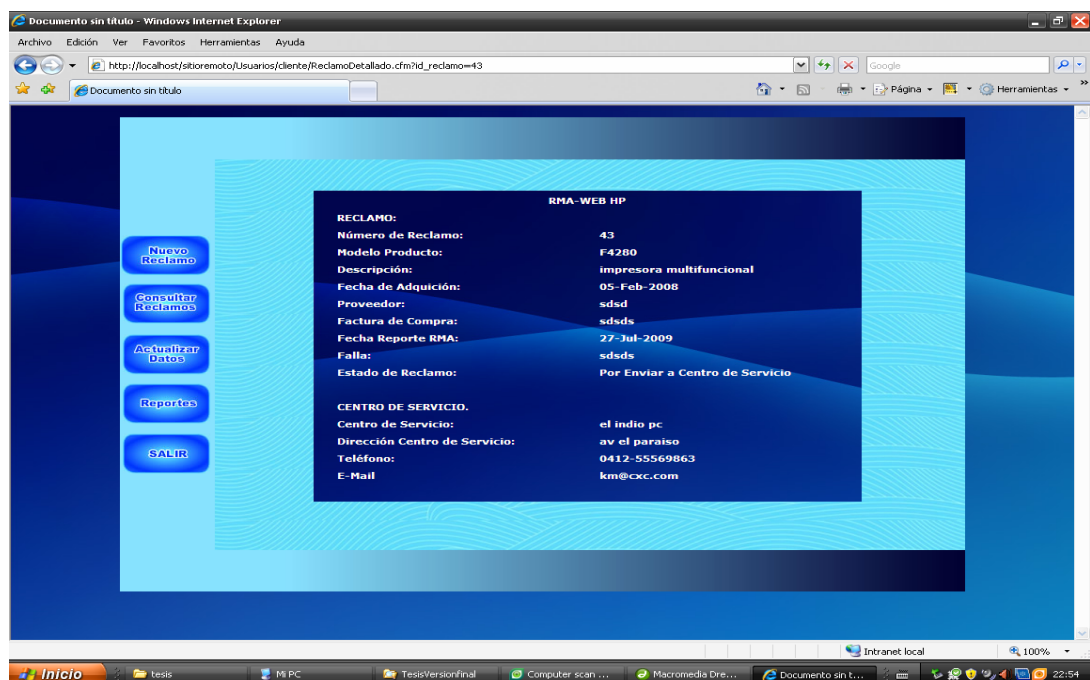 Documento sin título - Windows Internet Explorer
Archivo Edición Ver Favoritos Herramientas Ayuda
http://localhost/sitioremoto/Usuarios/cliente/ReclamoDetallado.cfm?id_reclamo=43
Google
Documento sin título
Página
Herramientas
RMA-WEB HP
RECLAMO:
Número de Reclamo: 43
Modelo Producto: F4280
Descripción: impresora multifuncional
Fecha de Adquición: 05-Feb-2008
Proveedor: sdsd
Factura de Compra: sdsds
Fecha Reporte RMA: 27-Jul-2009
Falla: sdsds
Estado de Reclamo: Por Enviar a Centro de Servicio
CENTRO DE SERVICIO.
Centro de Servicio: el indio pc
Dirección Centro de Servicio: av el paraiso
Teléfono: 0412-55569863
E-Mail km@cxc.com
Nuevo
Reclamo
Consultar
Reclamos
Actualizar
Datos
Reportes
SALIR
Intranet local
100%
Inicio
tesis
Mi PC
TesisVersionfinal
Computer scan ...
Macromedia Dre...
Documento sin t...
22:54